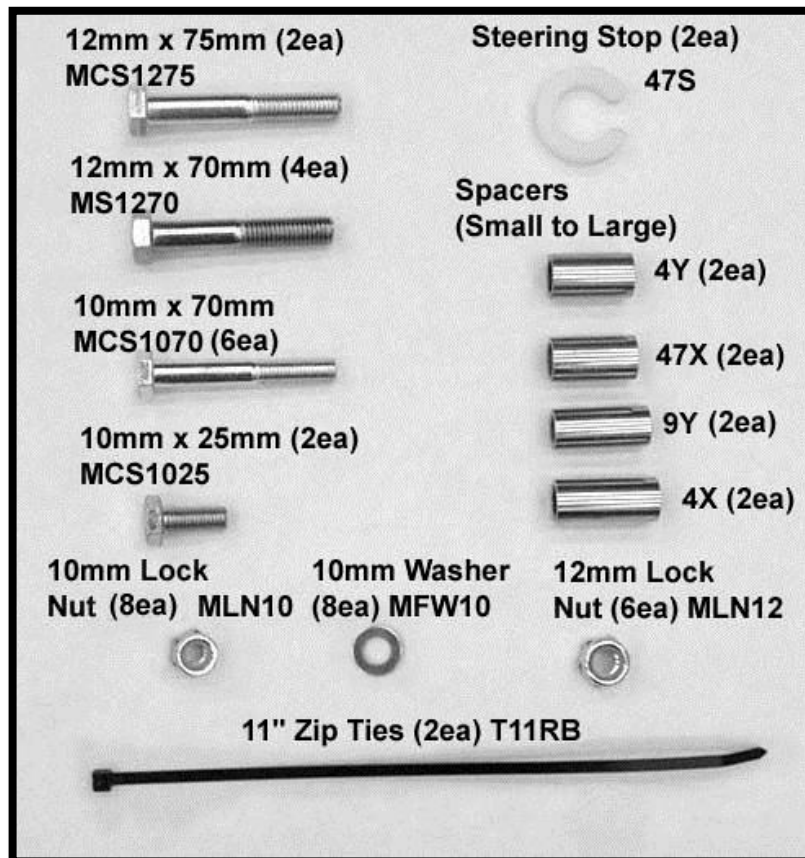 12mm x 75mm (2ea)
MCS1275
Steering Stop (2ea)
47S
12mm x 70mm (4ea)
MS1270
Spacers
(Small to Large)
4Y (2ea)
10mm x 70mm
MCS1070 (6ea)
47X (2ea)
9Y (2ea)
10mm x 25mm (2ea)
MCS1025
4X (2ea)
10mm Lock
Nut (8ea) MLN10
10mm Washer
(8ea) MFW10
12mm Lock
Nut (6ea) MLN12
11" Zip Ties (2ea) T11RB